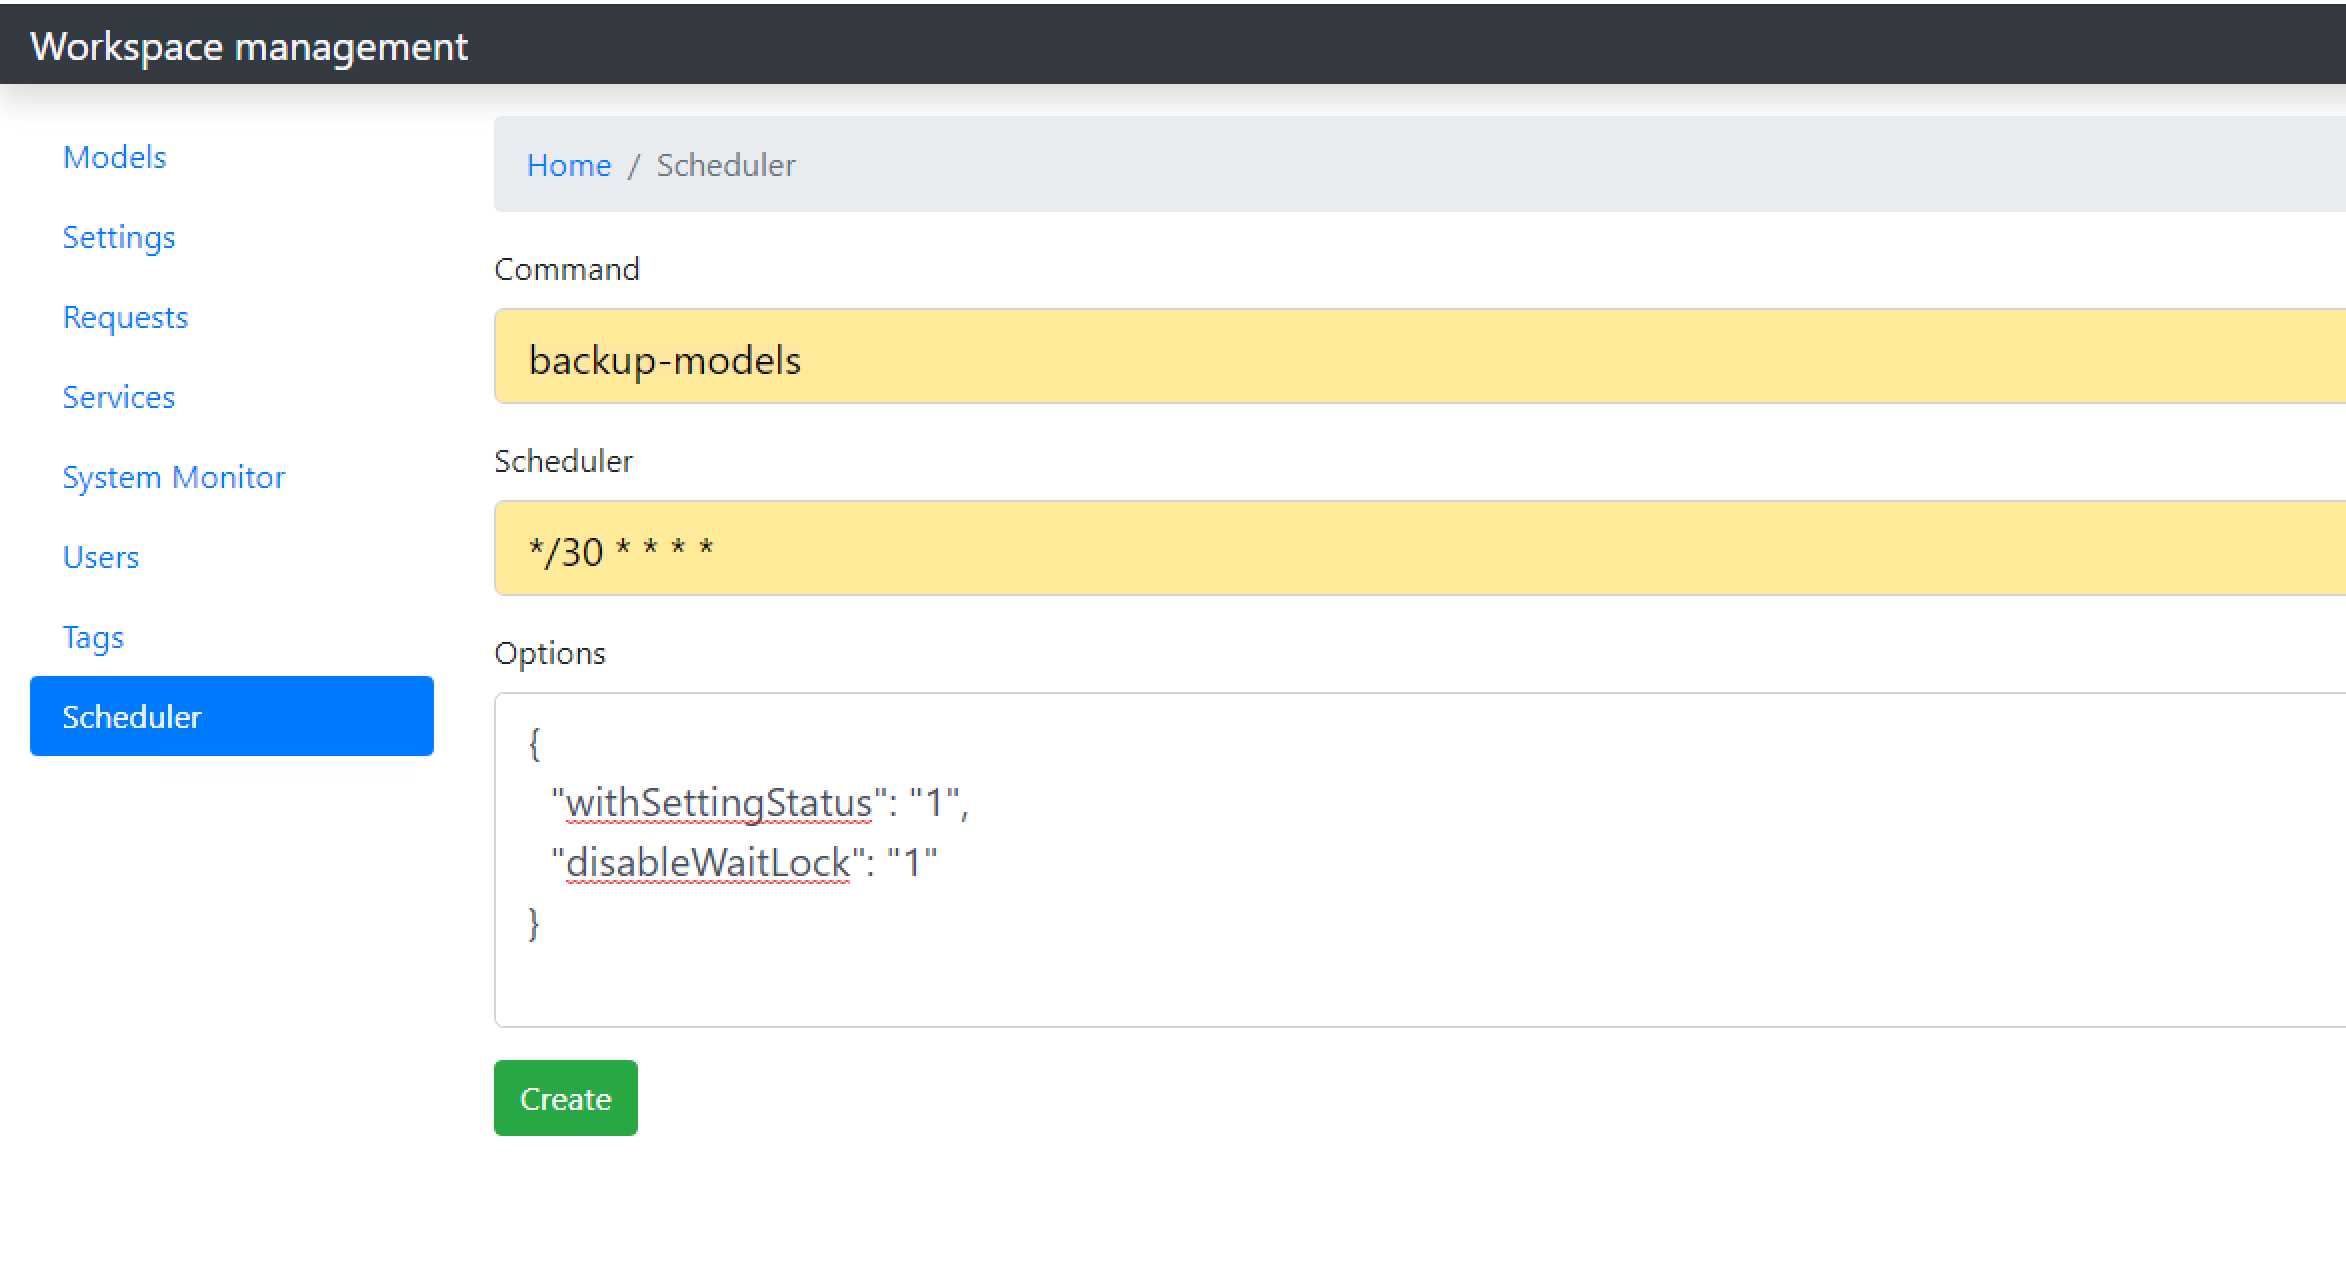 Workspace management
Models
Settings
Requests
Services
System Monitor
Users
Tags
Scheduler
Home / Scheduler
Command
backup-models
Scheduler
*/30 * * * *
Options
{
"withSettingStatus": "1",
"disableWaitLock": "1"
}
Create